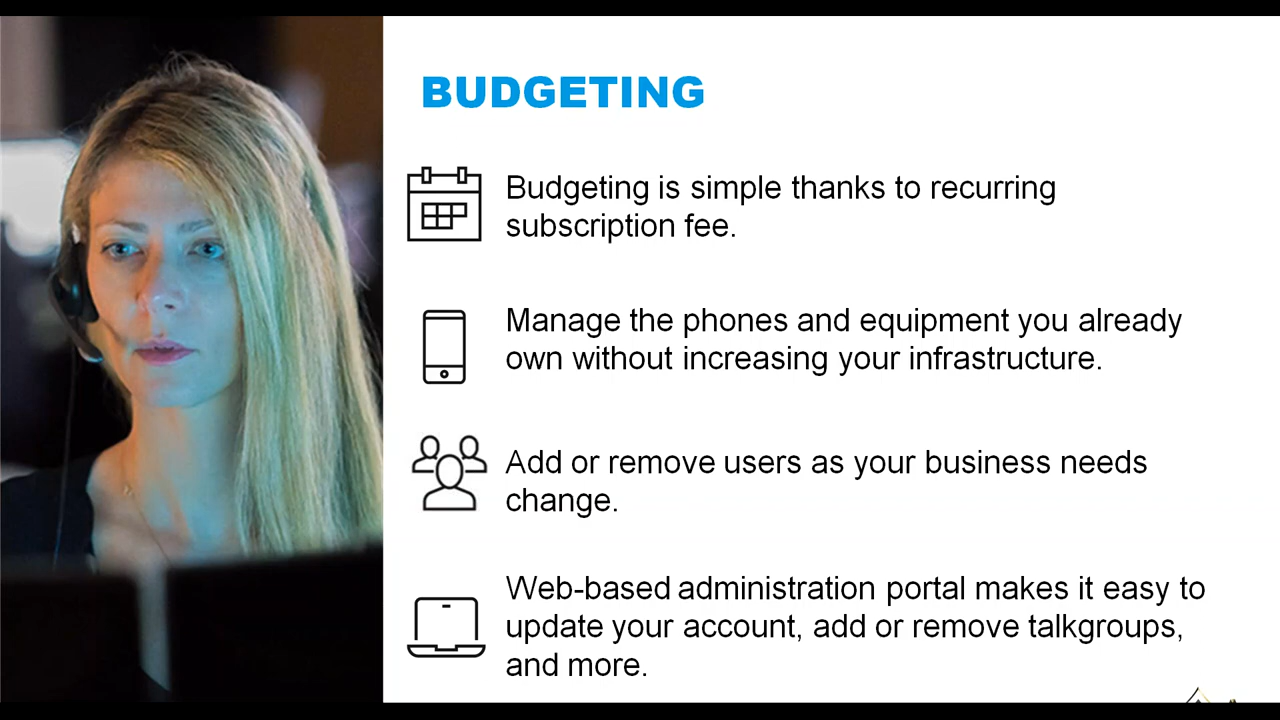 BUDGETING
Budgeting is simple thanks to recurring
subscription fee.
Manage the phones and equipment you already
own without increasing your infrastructure.
Add or remove users as your business needs
change.
Web-based administration portal makes it easy to
update your account, add or remove talkgroups,
and more.